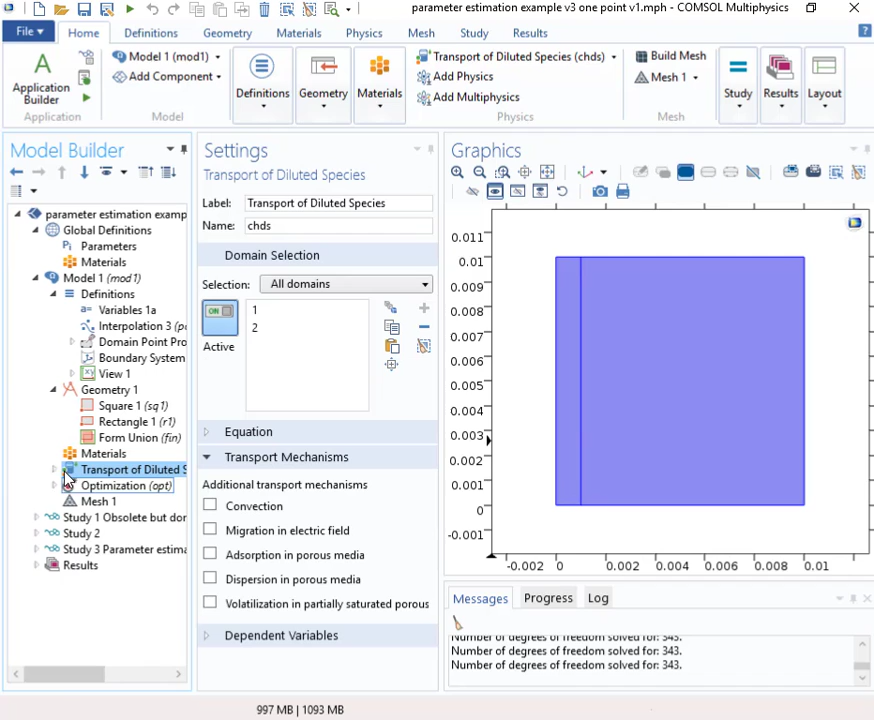 parameter estimation example v3 one point v1.mph - COMSOL Multiphysics
File
Home
Definitions
Geometry
Materials
Physics
Mesh
Study
Results
Application
Builder
Application
Model 1 (mod1)
Add Component
Model
Definitions
Geometry
Materials
Transport of Diluted Species (chds)
Add Physics
Add Multiphysics
Physics
Build Mesh
Mesh 1
Mesh
Study
Results
Layout
Model Builder
parameter estimation examp
Global Definitions
Pi Parameters
Materials
Model 1 (mod1)
Definitions
a= Variables 1a
Interpolation 3 (p
Domain Point Pro
Boundary System
View 1
Geometry 1
Square 1 (sq1)
Rectangle 1 (r1)
Form Union (fin)
Materials
Transport of Diluted S
Optimization (opt)
Mesh 1
Study 1 Obsolete but don
Study 2
Study 3 Parameter estima
Results
Settings
Transport of Diluted Species
Label: Transport of Diluted Species
Name: chds
Domain Selection
Selection: All domains
ON
Active
1
2
Equation
Transport Mechanisms
Additional transport mechanisms
Convection
Migration in electric field
Adsorption in porous media
Dispersion in porous media
Volatilization in partially saturated porous
Dependent Variables
Graphics
0.011
0.01
0.009
0.008
0.007
0.006
0.005
0.004
0.003
0.002
0.001
0
-0.001
-0.002 0 0.002 0.004 0.006 0.008 0.01
Messages
Progress
Log
Number of degrees of freedom solved for: 343.
Number of degrees of freedom solved for: 343.
Number of degrees of freedom solved for: 343.
997 MB | 1093 MB